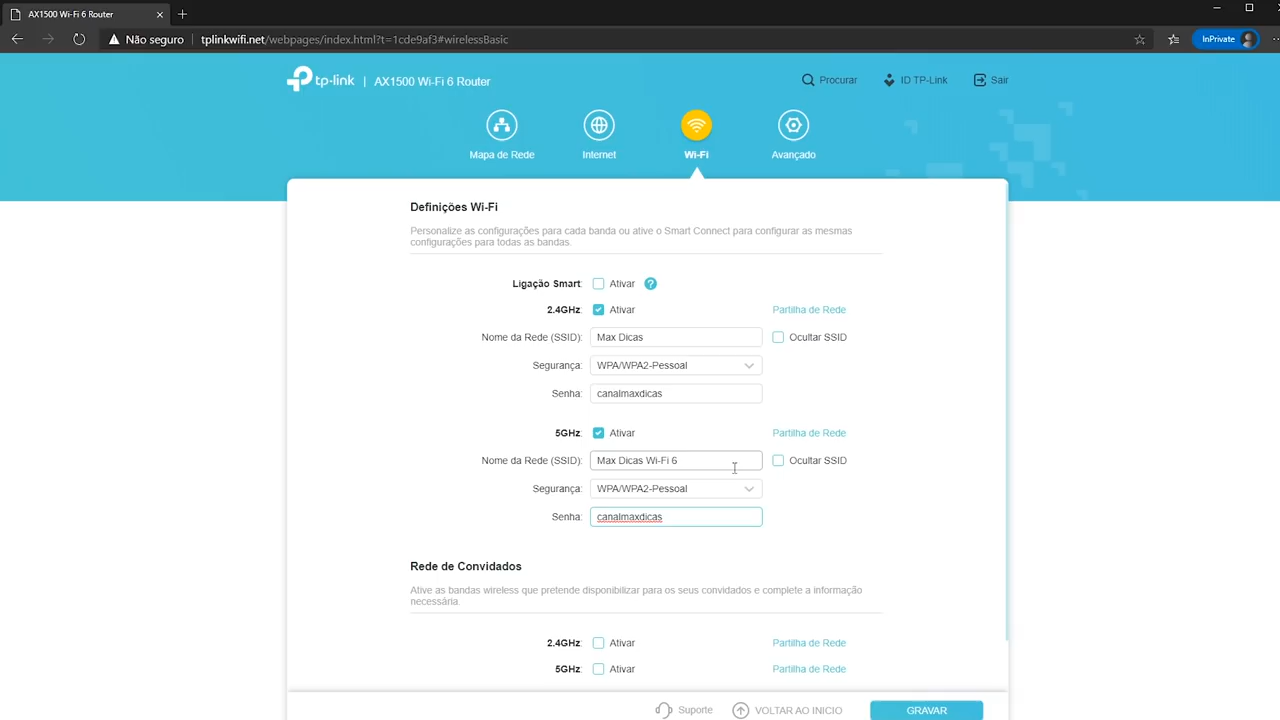 AX1500 Wi-Fi 6 Router
Não seguro | tplinkwifi.net/webpages/index.html?t=1cde9af3#wirelessBasic
InPrivate
tp-link | AX1500 Wi-Fi 6 Router
Procurar
ID TP-Link
Sair
Mapa de Rede
Internet
Wi-Fi
Avançado
Definições Wi-Fi
Personalize as configurações para cada banda ou ative o Smart Connect para configurar as mesmas
configurações para todas as bandas.
Ligação Smart: Ativar ?
2.4GHz: Ativar Partilha de Rede
Nome da Rede (SSID): Max Dicas Ocultar SSID
Segurança: WPA/WPA2-Pessoal
Senha: canalmaxdicas
5GHz: Ativar Partilha de Rede
Nome da Rede (SSID): Max Dicas Wi-Fi 6 Ocultar SSID
Segurança: WPA/WPA2-Pessoal
Senha: canalmaxdicas
Rede de Convidados
Ative as bandas wireless que pretende disponibilizar para os seus convidados e complete a informação
necessária.
2.4GHz: Ativar Partilha de Rede
5GHz: Ativar Partilha de Rede
Suporte
VOLTAR AO INICIO
GRAVAR